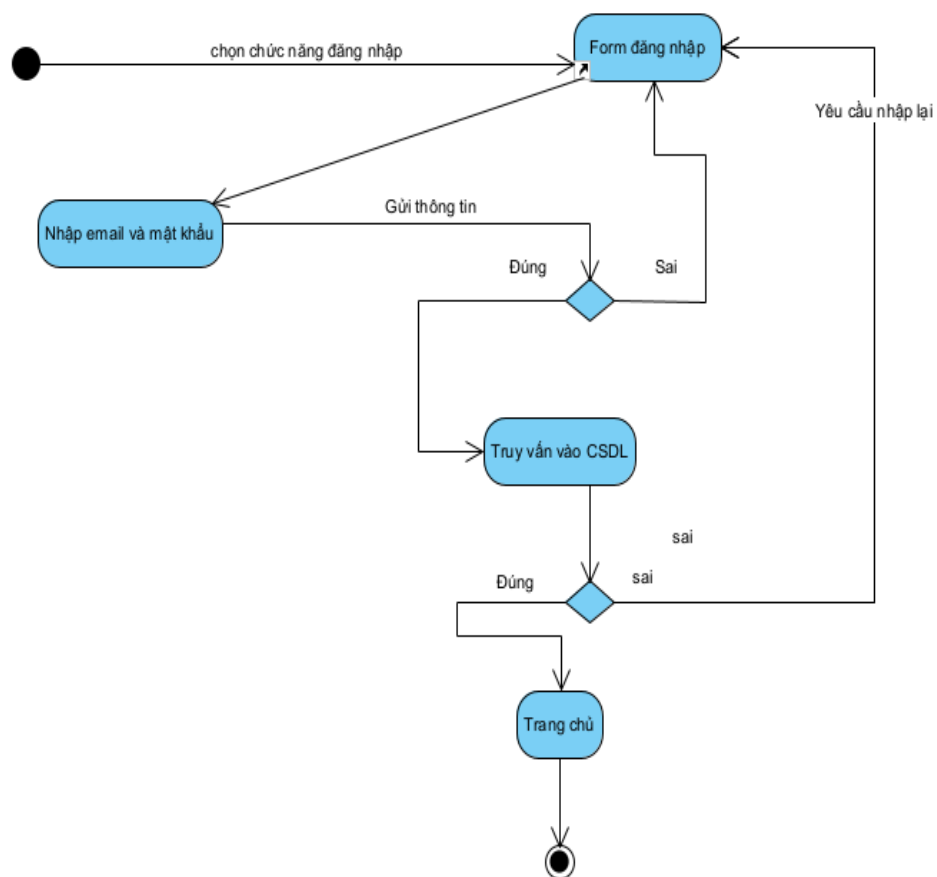 Form đăng nhập
chọn chức năng đăng nhập
Yêu cầu nhập lại
Nhập email và mật khẩu
Gửi thông tin
Đúng
Sai
Truy vấn vào CSDL
sai
Đúng
sai
Trang chủ